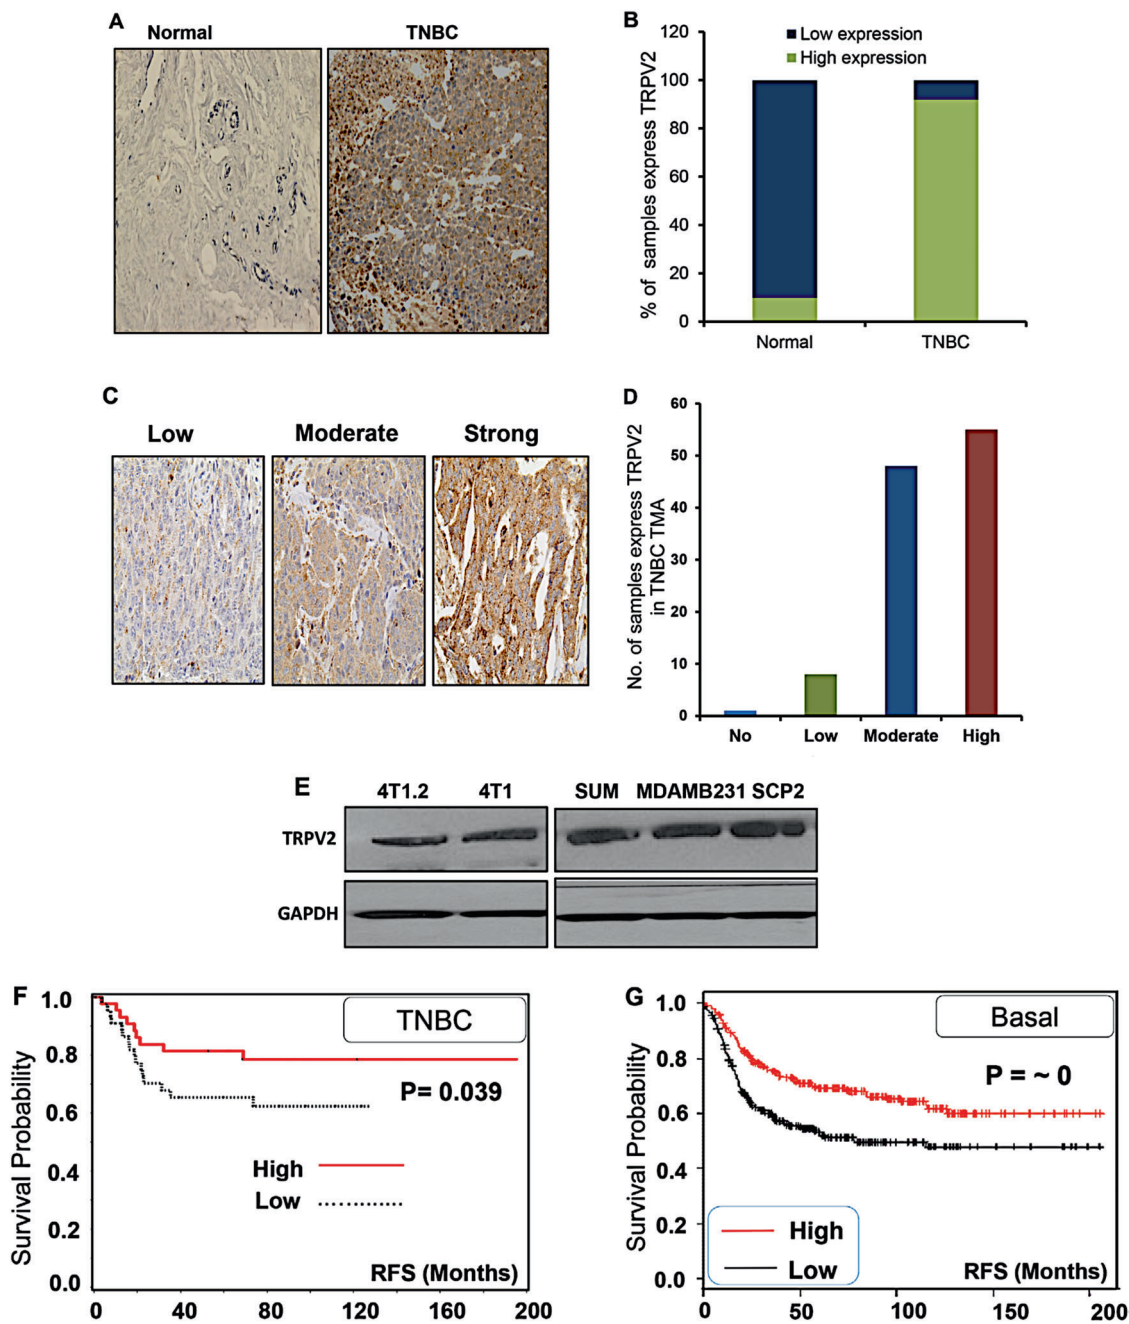 A
Normal TNBC
B
Low expression
High expression
% of samples express TRPV2
120
100
80
60
40
20
0
Normal TNBC
C
Low Moderate Strong
D
No. of samples express TRPV2
in TNBC TMA
60
50
40
30
20
10
0
No Low Moderate High
E
4T1.2 4T1 SUM MDAMB231 SCP2
TRPV2
GAPDH
F
TNBC
Survival Probability
1.0
0.8
0.6
0.4
0.2
0.0
P= 0.039
High
Low
RFS (Months)
0 40 80 120 160 200
G
Basal
Survival Probability
1.0
0.8
0.6
0.4
0.2
0.0
P = ~ 0
High
Low
RFS (Months)
0 50 100 150 200